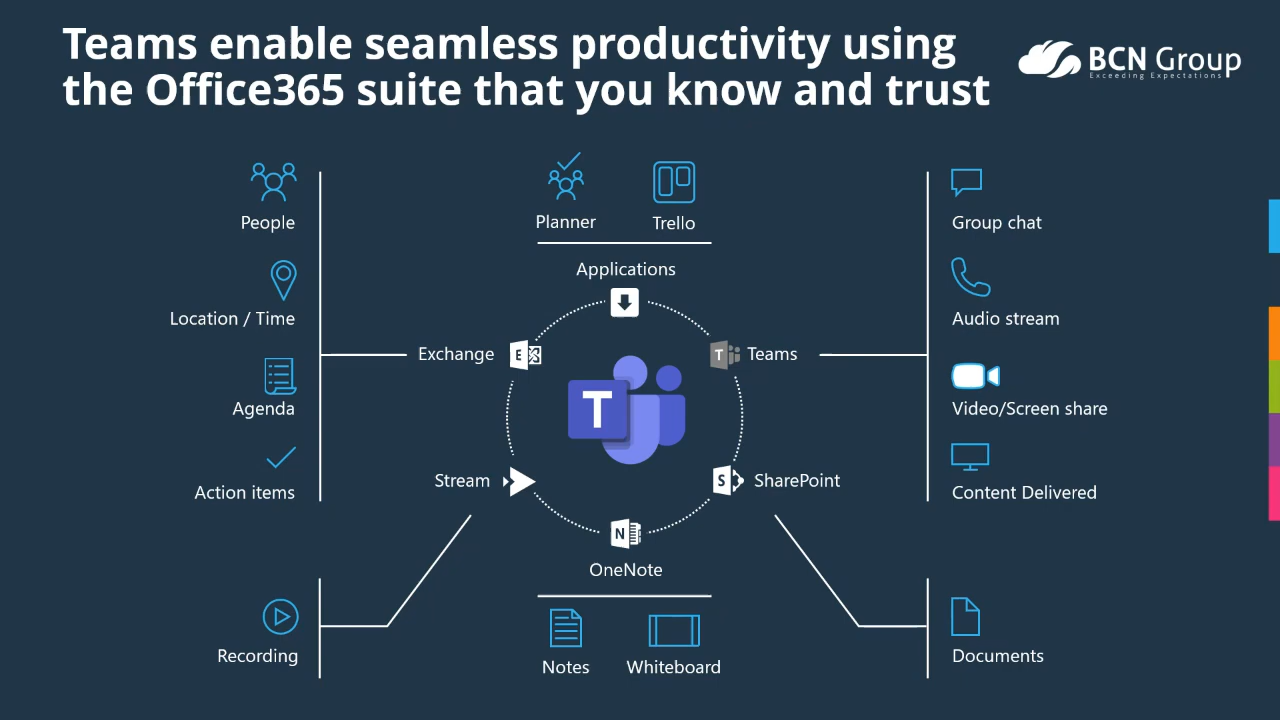 Teams enable seamless productivity using
the Office365 suite that you know and trust
BCN Group
Exceeding Expectations
People
Location / Time
Agenda
Action items
Recording
Planner
Trello
Applications
Exchange
E
T
Teams
T
Stream
S
SharePoint
N
OneNote
Notes
Whiteboard
Group chat
Audio stream
Video/Screen share
Content Delivered
Documents